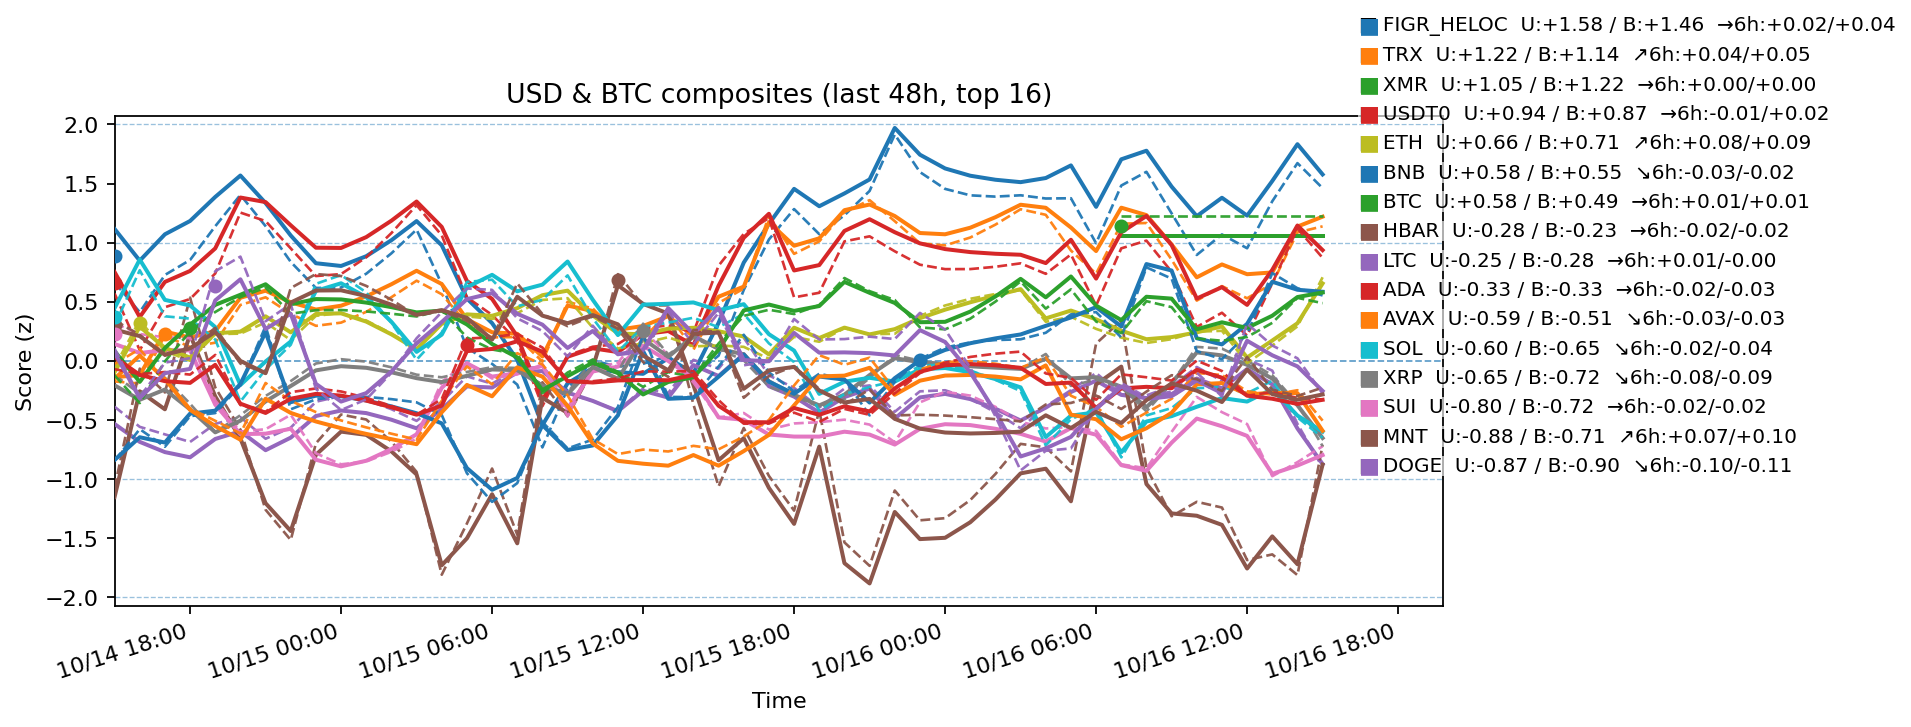 FIGR_HELOC U:+1.58 / B:+1.46 →6h:+0.02/+0.04
TRX U:+1.22 / B:+1.14 ↗6h:+0.04/+0.05
XMR U:+1.05 / B:+1.22 →6h:+0.00/+0.00
USDT0 U:+0.94 / B:+0.87 →6h:-0.01/+0.02
ETH U:+0.66 / B:+0.71 ↗6h:+0.08/+0.09
BNB U:+0.58 / B:+0.55 ↘6h:-0.03/-0.02
BTC U:+0.58 / B:+0.49 →6h:+0.01/+0.01
HBAR U:-0.28 / B:-0.23 →6h:-0.02/-0.02
LTC U:-0.25 / B:-0.28 →6h:+0.01/-0.00
ADA U:-0.33 / B:-0.33 →6h:-0.02/-0.03
AVAX U:-0.59 / B:-0.51 ↘6h:-0.03/-0.03
SOL U:-0.60 / B:-0.65 ↘6h:-0.02/-0.04
XRP U:-0.65 / B:-0.72 ↘6h:-0.08/-0.09
SUI U:-0.80 / B:-0.72 →6h:-0.02/-0.02
MNT U:-0.88 / B:-0.71 ↗6h:+0.07/+0.10
DOGE U:-0.87 / B:-0.90 ↘6h:-0.10/-0.11
USD & BTC composites (last 48h, top 16)
Score (z)
2.0
1.5
1.0
0.5
0.0
−0.5
−1.0
−1.5
−2.0
10/14 18:00
10/15 00:00
10/15 06:00
10/15 12:00
10/15 18:00
10/16 00:00
10/16 06:00
10/16 12:00
10/16 18:00
Time